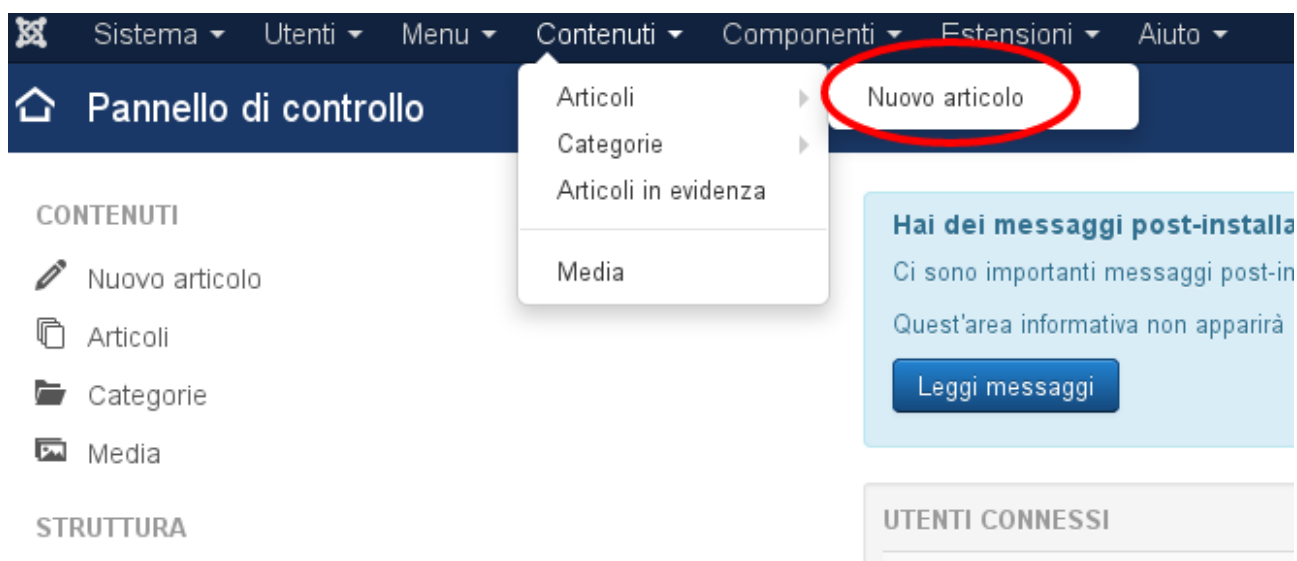 Sistema Utenti Menu Contenuti Componenti Estensioni Aiuto
Pannello di controllo
Articoli
Nuovo articolo
Categorie
Articoli in evidenza
Media
CONTENUTI
Nuovo articolo
Articoli
Categorie
Media
STRUTTURA
Hai dei messaggi post-installa
Ci sono importanti messaggi post-in
Quest'area informativa non apparirà
Leggi messaggi
UTENTI CONNESSI